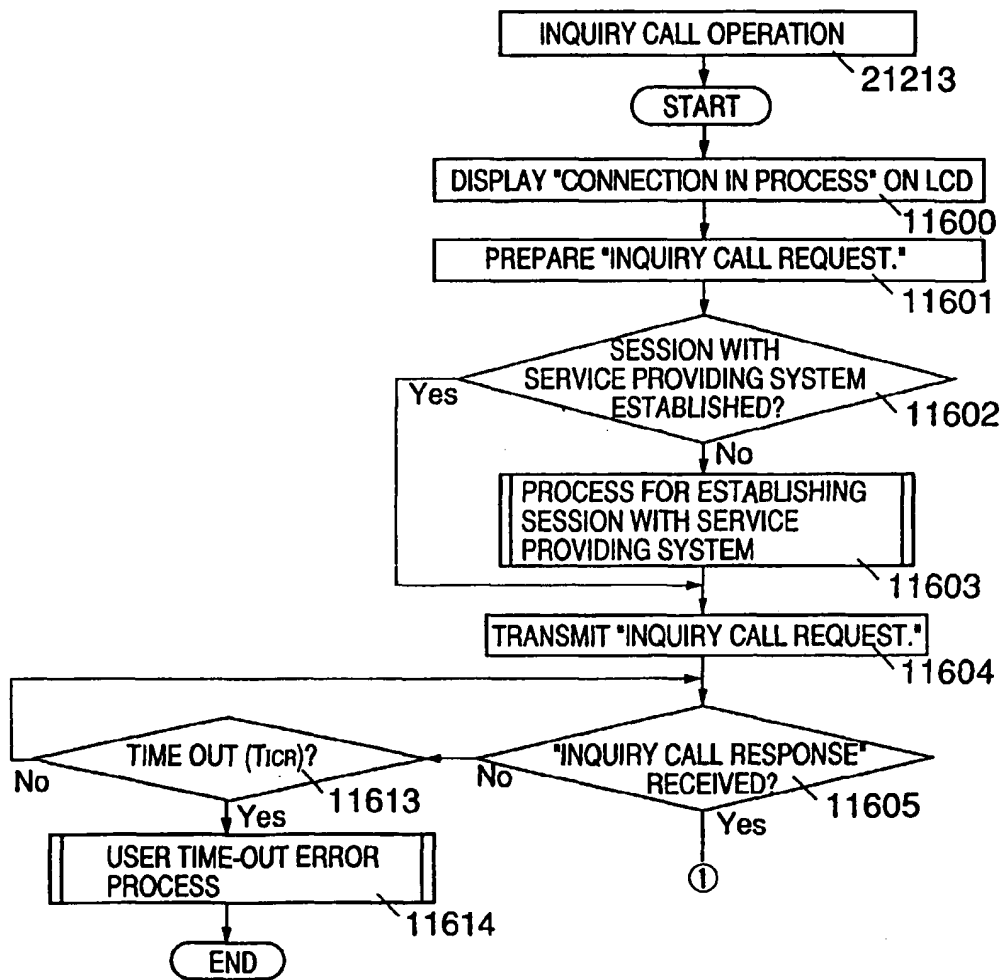 INQUIRY CALL OPERATION
21213
START
DISPLAY "CONNECTION IN PROCESS" ON LCD
11600
PREPARE "INQUIRY CALL REQUEST."
11601
SESSION WITH
SERVICE PROVIDING SYSTEM
ESTABLISHED?
11602
Yes
No
PROCESS FOR ESTABLISHING
SESSION WITH SERVICE
PROVIDING SYSTEM
11603
TRANSMIT "INQUIRY CALL REQUEST."
11604
"INQUIRY CALL RESPONSE"
RECEIVED?
11605
No
Yes
①
TIME OUT (TICR)?
11613
No
Yes
USER TIME-OUT ERROR
PROCESS
11614
END